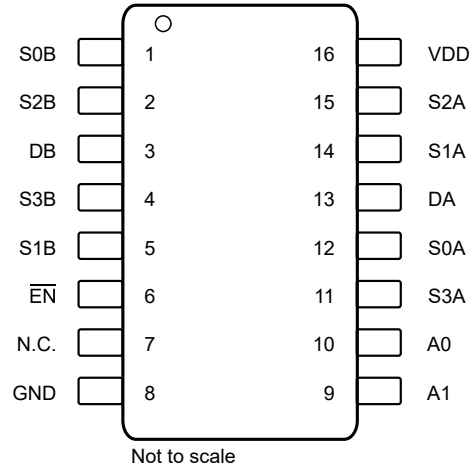 S0B 1 16 VDD
S2B 2 15 S2A
DB 3 14 S1A
S3B 4 13 DA
S1B 5 12 S0A
EN 6 11 S3A
N.C. 7 10 A0
GND 8 9 A1
Not to scale